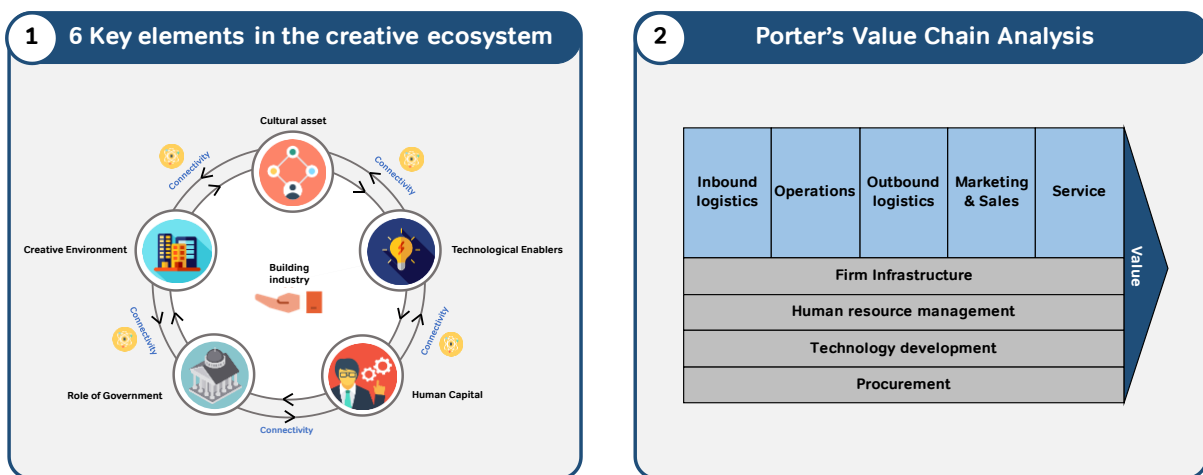 1
6 Key elements in the creative ecosystem
Cultural asset
Connectivity
Connectivity
Creative Environment
Technological Enablers
Building
industry
Connectivity
Connectivity
Role of Government
Human Capital
Connectivity
2
Porter's Value Chain Analysis
Inbound
logistics
Operations
Outbound
logistics
Marketing
& Sales
Service
Firm Infrastructure
Human resource management
Technology development
Procurement
Value